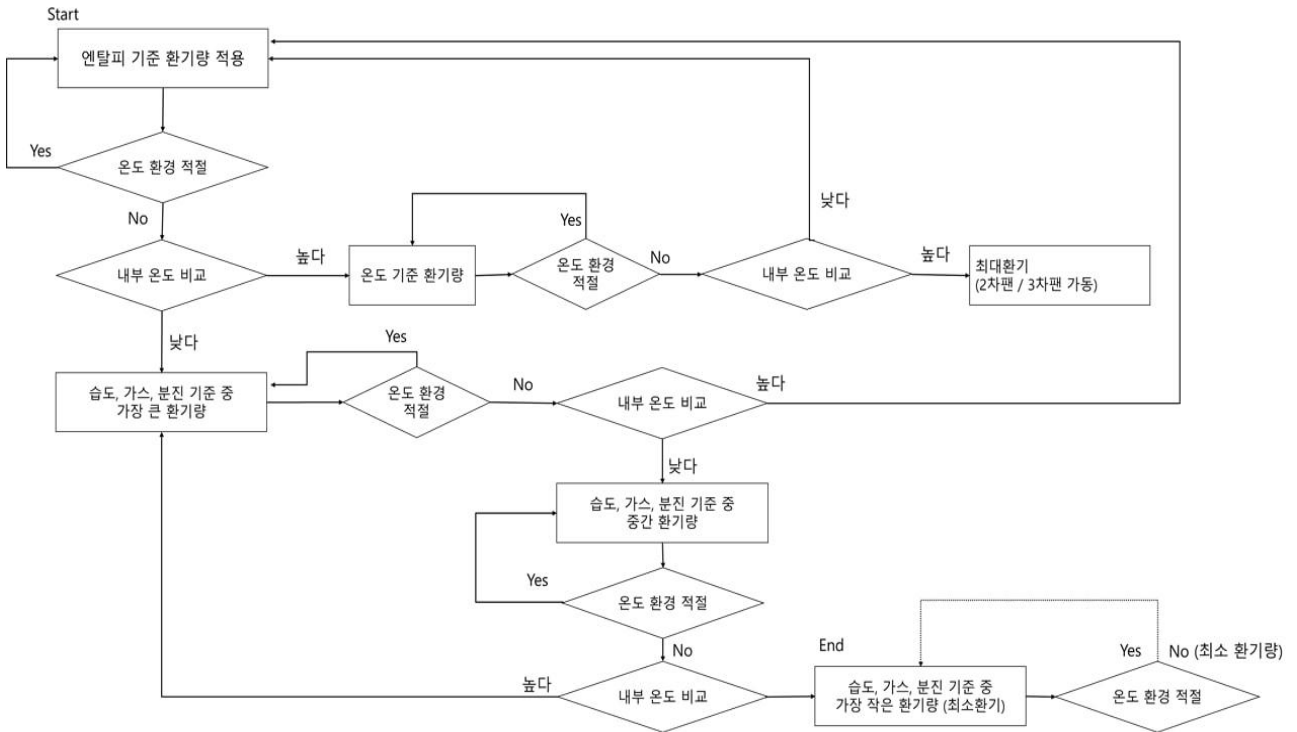 Start
엔탈피 기준 환기량 적용
Yes
온도 환경 적절
No
내부 온도 비교
높다
온도 기준 환기량
Yes
온도 환경
적절
No
내부 온도 비교
낮다
높다
최대환기
(2차팬 / 3차팬 가동)
낮다
습도, 가스, 분진 기준 중
가장 큰 환기량
Yes
온도 환경
적절
No
내부 온도 비교
높다
낮다
습도, 가스, 분진 기준 중
중간 환기량
Yes
온도 환경 적절
No
내부 온도 비교
높다
End
습도, 가스, 분진 기준 중
가장 작은 환기량 (최소환기)
Yes
No (최소 환기량)
온도 환경 적절